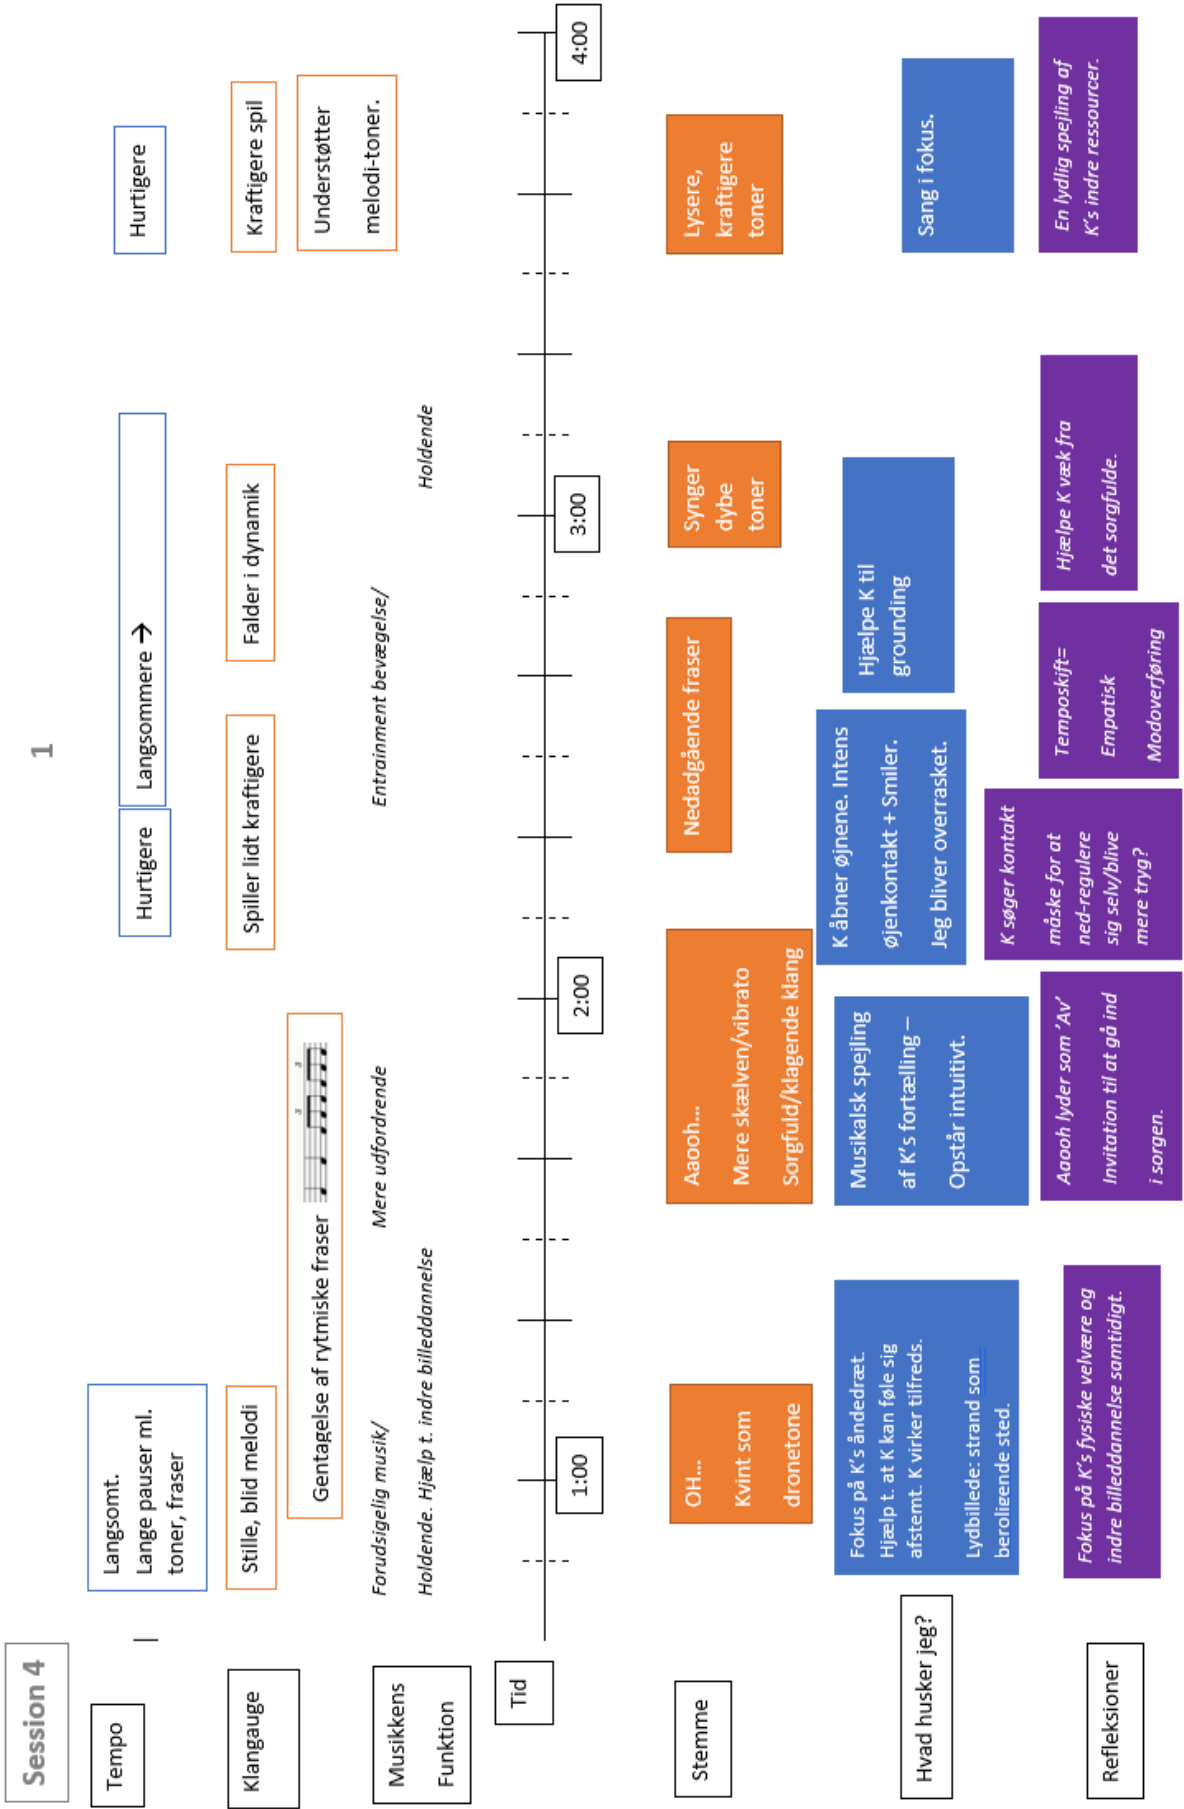 Session 4
1
Tempo
Langsomt.
Lange pauser ml.
toner, fraser
Hurtigere
Langsommere →
Hurtigere
Klangauge
Stille, blid melodi
Spiller lidt kraftigere
Falder i dynamik
Kraftigere spil
Gentagelse af rytmiske fraser
3 3
Understøtter
melodi-toner.
Musikkens
Funktion
Forudsigelig musik/
Holdende. Hjælp t. indre billeddannelse
Mere udfordrende
Entrainment bevægelse/
Holdende
Tid
1:00
2:00
3:00
4:00
Stemme
OH...
Kvint som
dronetone
Aaooh...
Mere skælven/vibrato
Sorgfuld/klagende klang
Nedadgående fraser
Synger
dybe
toner
Lysere,
kraftigere
toner
Hvad husker jeg?
Fokus på K's åndedræt.
Hjælp t. at K kan føle sig
afstemt. K virker tilfreds.
Lydbillede: strand som
beroligende sted.
Musikalsk spejling
af K's fortælling –
Opstår intuitivt.
K åbner øjnene. Intens
øjenkontakt + Smiler.
Jeg bliver overrasket.
Hjælpe K til
grounding
Sang i fokus.
Refleksioner
Fokus på K's fysiske velvære og
indre billeddannelse samtidigt.
Aaooh lyder som 'Av'
Invitation til at gå ind
i sorgen.
K søger kontakt
måske for at
ned-regulere
sig selv/blive
mere tryg?
Temposkift=
Empatisk
Modoverføring
Hjælpe K væk fra
det sorgfulde.
En lydlig spejling af
K's indre ressourcer.